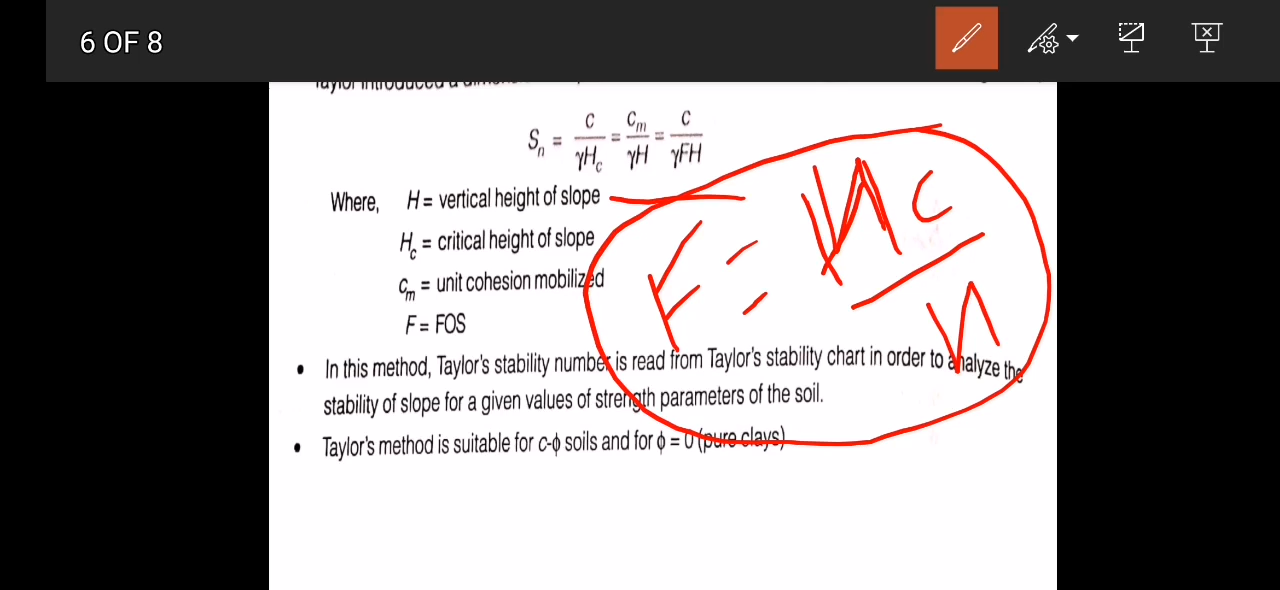 6 OF 8
Taylor introduced a
Sn = c/γHc = cm/γH = c/γFH
Where, H = vertical height of slope
Hc = critical height of slope
cm = unit cohesion mobilized
F = FOS
F = Hc/H
• In this method, Taylor's stability number is read from Taylor's stability chart in order to analyze the
stability of slope for a given values of strength parameters of the soil.
• Taylor's method is suitable for c-ϕ soils and for ϕ = 0 (pure clays)